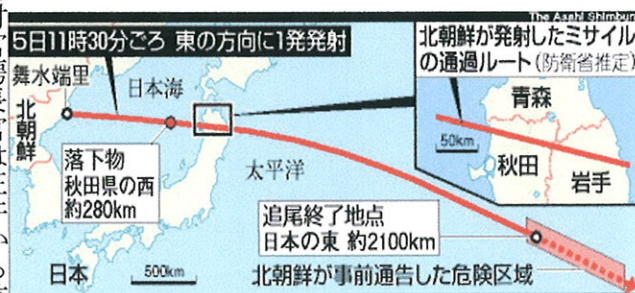 The Asahi Shimbun
5日11時30分ごろ 東の方向に1発発射
北朝鮮が発射したミサイル
の通過ルート(防衛省推定)
舞水端里
日本海
北朝鮮
青森
50km
秋田
岩手
落下物
秋田県の西
約280km
太平洋
追尾終了地点
日本の東 約2100km
日本
500km
北朝鮮が事前通告した危険区域